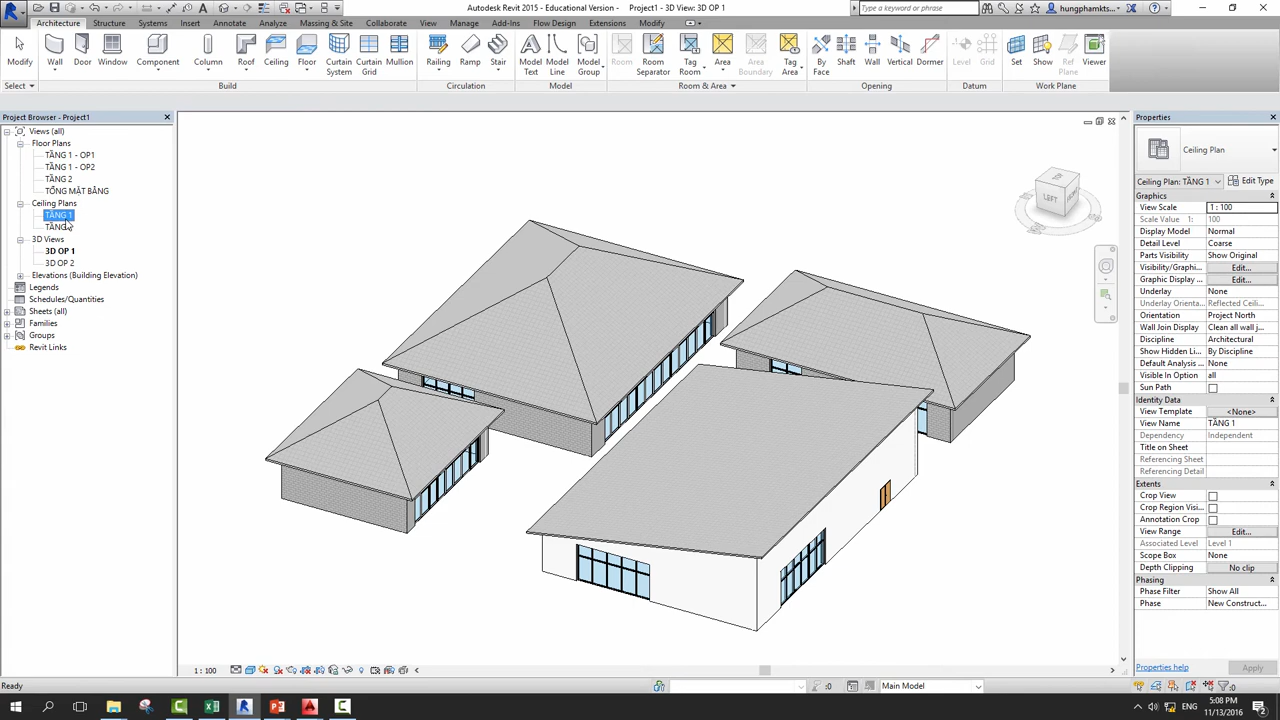 Autodesk Revit 2015 - Educational Version - Project1 - 3D View: 3D OP 1
Type a keyword or phrase
hungphamkts...
Architecture Structure Systems Insert Annotate Analyze Massing & Site Collaborate View Manage Add-Ins Flow Design Extensions Modify
Modify Wall Door Window Component Column Roof Ceiling Floor Curtain System Curtain Grid Mullion Railing Ramp Stair Model Text Model Line Model Group Room Room Separator Tag Room Area Area Boundary Tag Area By Face Shaft Wall Vertical Dormer Level Grid Set Show Ref Plane Viewer
Select Build Circulation Model Room & Area Opening Datum Work Plane
Project Browser - Project1
Views (all)
Floor Plans
TẦNG 1 - OP1
TẦNG 1 - OP2
TẦNG 2
TỔNG MẶT BẰNG
Ceiling Plans
TẦNG 1
TẦNG
3D Views
3D OP 1
3D OP 2
Elevations (Building Elevation)
Legends
Schedules/Quantities
Sheets (all)
Families
Groups
Revit Links
TOP
LEFT
Properties
Ceiling Plan
Ceiling Plan: TẦNG 1 Edit Type
Graphics
View Scale 1 : 100
Scale Value 1: 100
Display Model Normal
Detail Level Coarse
Parts Visibility Show Original
Visibility/Graphi... Edit...
Graphic Display ... Edit...
Underlay None
Underlay Orienta... Reflected Ceili...
Orientation Project North
Wall Join Display Clean all wall j...
Discipline Architectural
Show Hidden Li... By Discipline
Default Analysis ... None
Visible In Option all
Sun Path
Identity Data
View Template <None>
View Name TẦNG 1
Dependency Independent
Title on Sheet
Referencing Sheet
Referencing Detail
Extents
Crop View
Crop Region Visi...
Annotation Crop
View Range Edit...
Associated Level Level 1
Scope Box None
Depth Clipping No clip
Phasing
Phase Filter Show All
Phase New Construct...
Properties help Apply
1 : 100
Ready
:0 Main Model :0
ENG 5:08 PM
11/13/2016